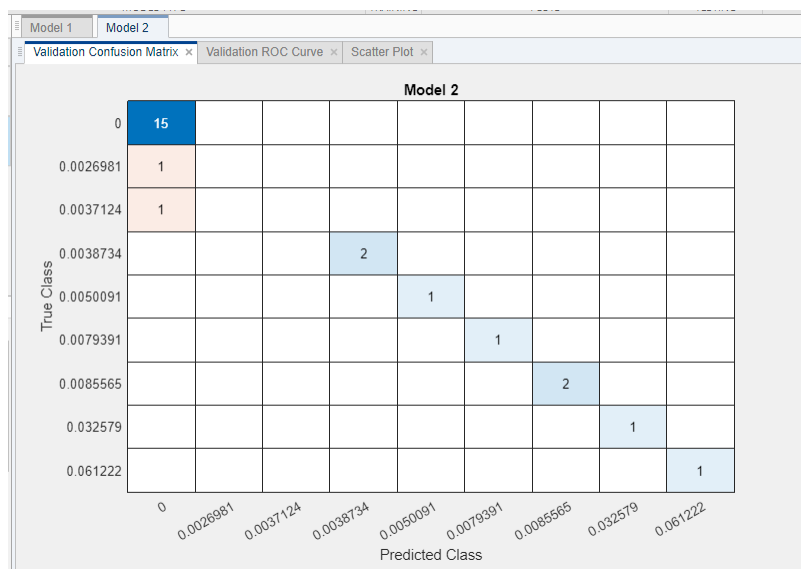 Model 1 Model 2
Validation Confusion Matrix × Validation ROC Curve × Scatter Plot ×
Model 2
True Class
0 15
0.0026981 1
0.0037124 1
0.0038734 2
0.0050091 1
0.0079391 1
0.0085565 2
0.032579 1
0.061222 1
0 0.0026981 0.0037124 0.0038734 0.0050091 0.0079391 0.0085565 0.032579 0.061222
Predicted Class